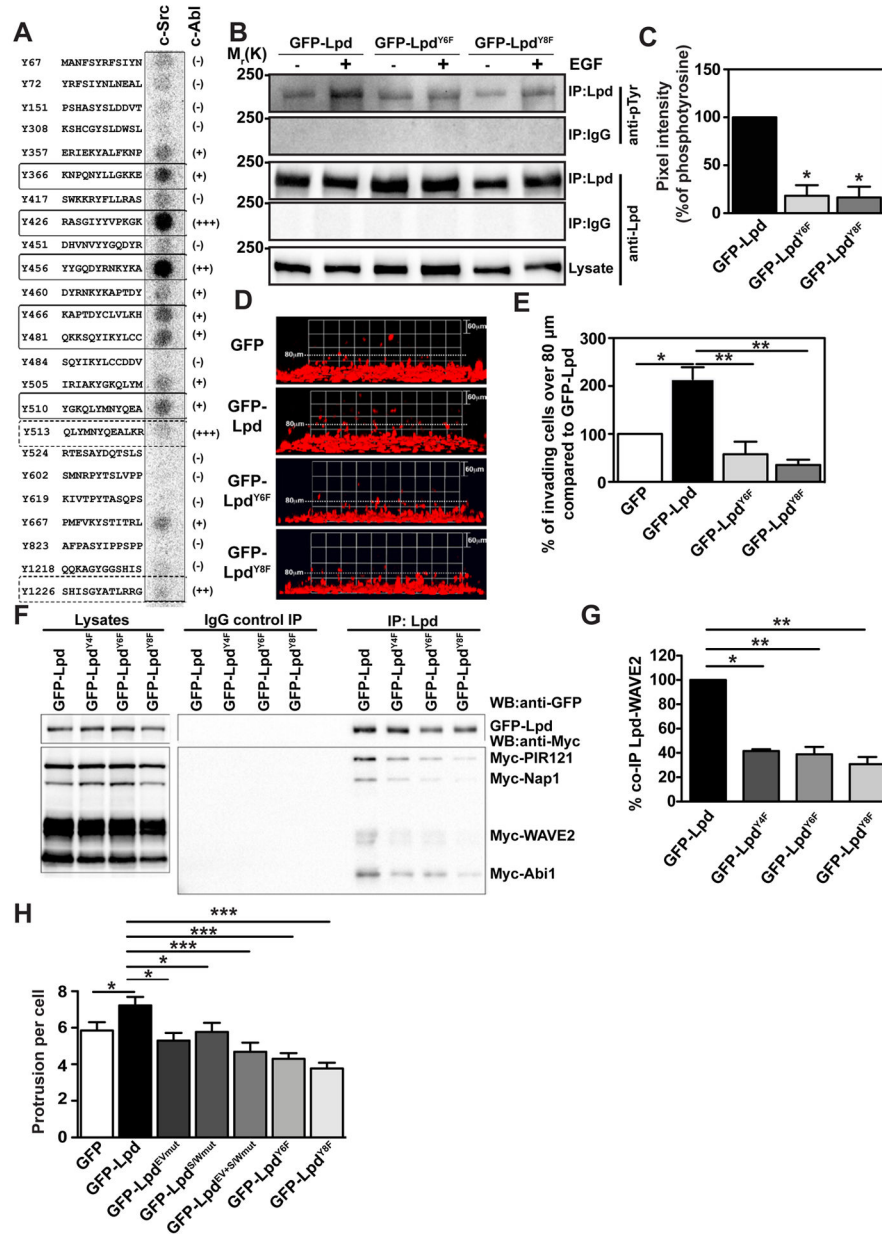 A
c-Src
c-Abl
Y67 MANFSYRFSIYN (-)
Y72 YRFSIYNLNEAL (-)
Y151 PSHASYSLDDVT (-)
Y308 KSHCGYSLDWSL (-)
Y357 ERIEKYALFKNP (+)
Y366 KNPQNYLLGKKE (+)
Y417 SWKKRYFLLRAS (-)
Y426 RASGIYYVPKGK (+++)
Y451 DHVNVYYGQDYR (-)
Y456 YYGQDYRNKYKA (++)
Y460 DYRNKYKAPTDY (+)
Y466 KAPTDYCLVLKH (+)
Y481 QKKSQYIKYLCC (+)
Y484 SQYIKYLCCDDV (-)
Y505 IRIAKYGKQLYM (+)
Y510 YGKQLYMNYQEA (+)
Y513 QLYMNYQEALKR (+++)
Y524 RTESAYDQTSLS (-)
Y602 SMNRPYTSLVPP (-)
Y619 KIVTPYTASQPS (-)
Y667 PMFVKYSTITRL (+)
Y823 AFPASYIPPSPP (-)
Y1218 QQKAGYGGSHIS (-)
Y1226 SHISGYATLRRG (++)
B
GFP-Lpd GFP-LpdY6F GFP-LpdY8F
Mr(K)
- + - + - + EGF
250 IP:Lpd
250 IP:IgG
anti-pTyr
250 IP:Lpd
250 IP:IgG
250 Lysate
anti-Lpd
C
Pixel intensity
(% of phosphotyrosine)
150
100
50
0
* *
GFP-Lpd
GFP-LpdY6F
GFP-LpdY8F
D
GFP
80µm
60µm
GFP-
Lpd
80µm
60µm
GFP-
LpdY6F
80µm
60µm
GFP-
LpdY8F
80µm
60µm
E
% of invading cells over 80 µm
compared to GFP-Lpd
300
200
100
0
* ** **
GFP
GFP-Lpd
GFP-LpdY6F
GFP-LpdY8F
F
Lysates IgG control IP IP: Lpd
GFP-Lpd GFP-LpdY4F GFP-LpdY6F GFP-LpdY8F
GFP-Lpd GFP-LpdY4F GFP-LpdY6F GFP-LpdY8F
GFP-Lpd GFP-LpdY4F GFP-LpdY6F GFP-LpdY8F
WB:anti-GFP
GFP-Lpd
WB:anti-Myc
Myc-PIR121
Myc-Nap1
Myc-WAVE2
Myc-Abi1
G
% co-IP Lpd-WAVE2
120
100
80
60
40
20
0
* ** **
GFP-Lpd
GFP-LpdY4F
GFP-LpdY6F
GFP-LpdY8F
H
Protrusion per cell
8
6
4
2
0
* * * *** *** ***
GFP
GFP-Lpd
GFP-LpdEVmut
GFP-LpdS/Wmut
GFP-LpdEV+S/Wmut
GFP-LpdY6F
GFP-LpdY8F